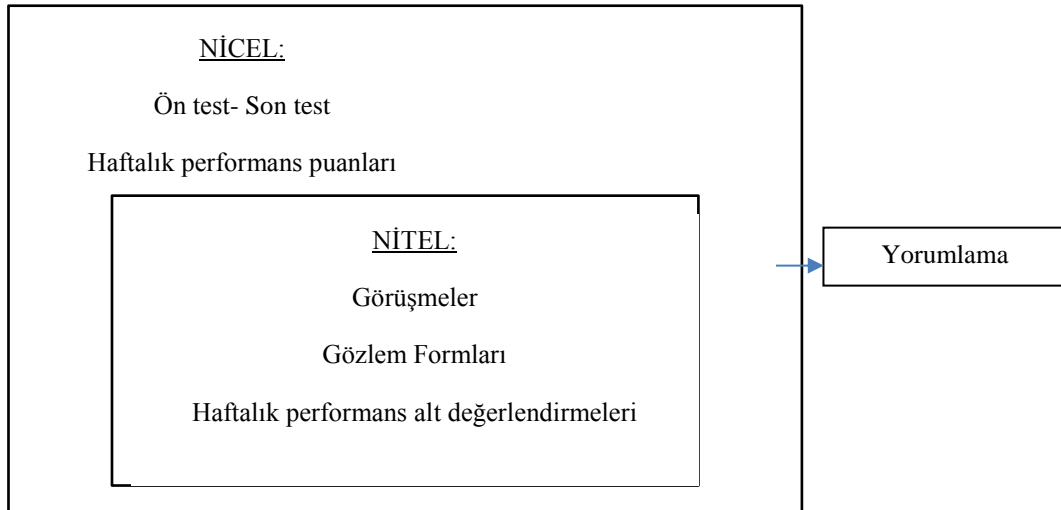 NİCEL:
Ön test- Son test
Haftalık performans puanları
NİTEL:
Görüşmeler
Gözlem Formları
Haftalık performans alt değerlendirmeleri
Yorumlama